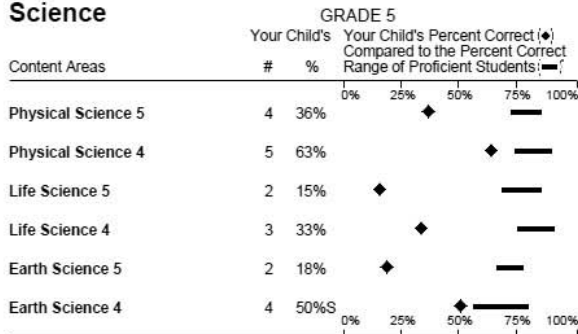 Science GRADE 5
Your Child's Your Child's Percent Correct (◆)
Compared to the Percent Correct
Content Areas # % Range of Proficient Students (▬)
0% 25% 50% 75% 100%
Physical Science 5 4 36%
Physical Science 4 5 63%
Life Science 5 2 15%
Life Science 4 3 33%
Earth Science 5 2 18%
Earth Science 4 4 50%S
0% 25% 50% 75% 100%